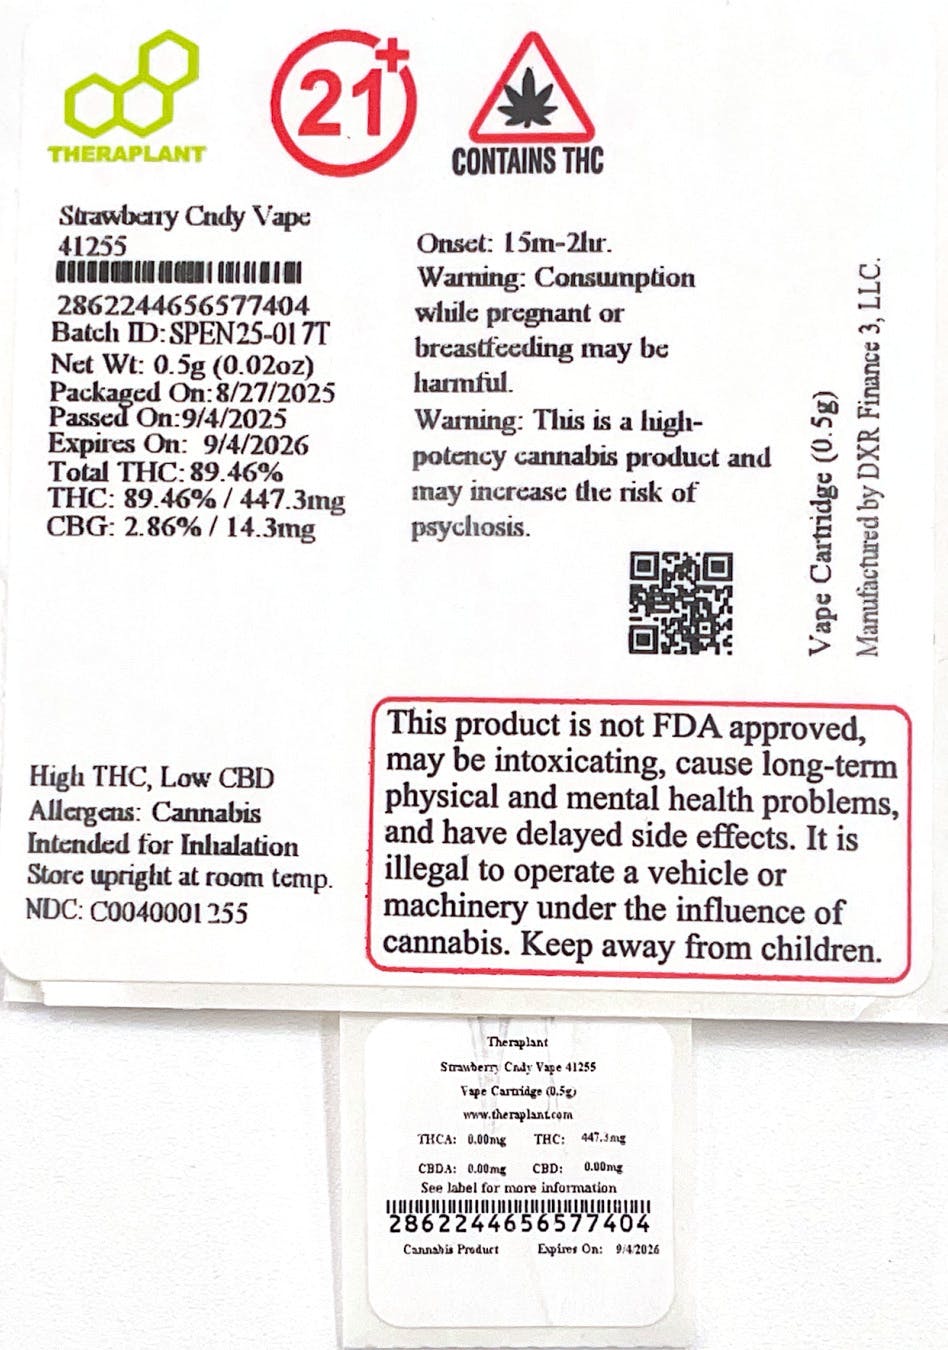 THERAPLANT
21+
CONTAINS THC
Strawberry Cndy Vape
41255
2862244656577404
Batch ID: SPEN25-017T
Net Wt: 0.5g (0.02oz)
Packaged On: 8/27/2025
Passed On: 9/4/2025
Expires On: 9/4/2026
Total THC: 89.46%
THC: 89.46% / 447.3mg
CBG: 2.86% / 14.3mg
Onset: 15m-2hr.
Warning: Consumption
while pregnant or
breastfeeding may be
harmful.
Warning: This is a high-
potency cannabis product and
may increase the risk of
psychosis.
Vape Cartridge (0.5g)
Manufactured by DXR Finance 3, LLC.
High THC, Low CBD
Allergens: Cannabis
Intended for Inhalation
Store upright at room temp.
NDC: C0040001255
This product is not FDA approved,
may be intoxicating, cause long-term
physical and mental health problems,
and have delayed side effects. It is
illegal to operate a vehicle or
machinery under the influence of
cannabis. Keep away from children.
Theraplant
Strawberry Cndy Vape 41255
Vape Cartridge (0.5g)
www.theraplant.com
THCA: 0.00mg THC: 447.3mg
CBDA: 0.00mg CBD: 0.00mg
See label for more information
2862244656577404
Cannabis Product Expires On: 9/4/2026